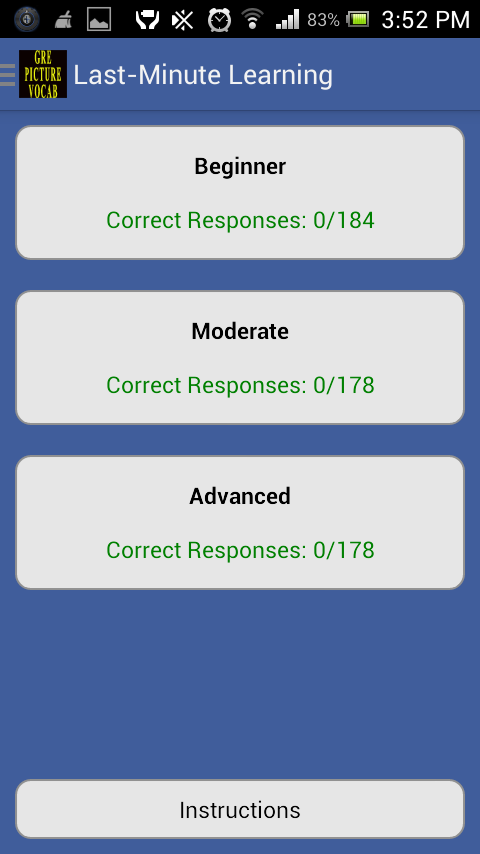 83% 3:52 PM
GRE
PICTURE
VOCAB
Last-Minute Learning
Beginner
Correct Responses: 0/184
Moderate
Correct Responses: 0/178
Advanced
Correct Responses: 0/178
Instructions